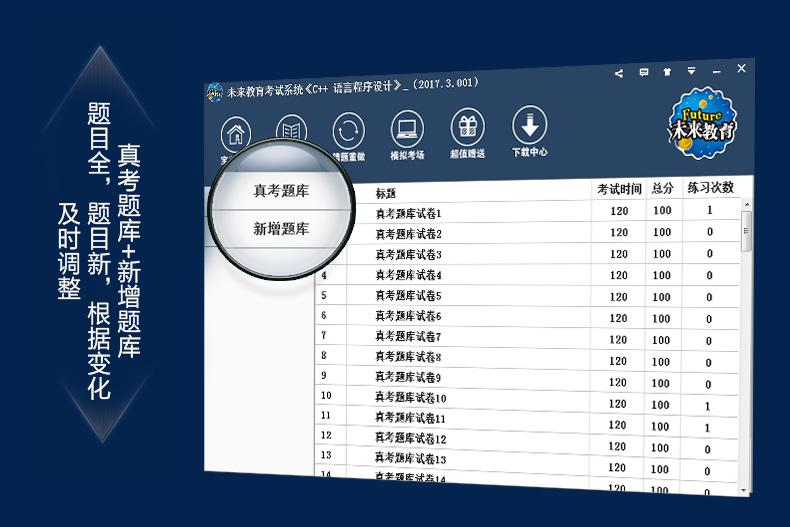 真考题库+新增题库
题目全，题目新，根据变化
及时调整
未来教育考试系统《C++ 语言程序设计》_（2017.3.001）
错题重做
模拟考场
超值赠送
下载中心
Future
未来教育
真考题库
新增题库
标题 考试时间 总分 练习次数
真考题库试卷1 120 100 1
真考题库试卷2 120 100 0
真考题库试卷3 120 100 0
4 真考题库试卷4 120 100 0
5 真考题库试卷5 120 100 0
6 真考题库试卷6 120 100 0
7 真考题库试卷7 120 100 0
8 真考题库试卷8 120 100 0
9 真考题库试卷9 120 100 0
10 真考题库试卷10 120 100 1
11 真考题库试卷11 120 100 1
12 真考题库试卷12 120 100 0
13 真考题库试卷13 120 100 0
14 真考题库试卷14 120 100 0